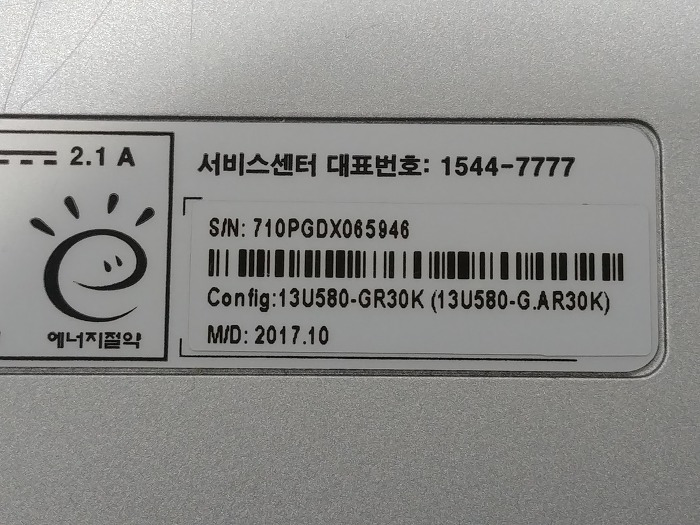 2.1 A
에너지절약
서비스센터 대표번호: 1544-7777
S/N: 710PGDX065946
Config:13U580-GR30K (13U580-G.AR30K)
M/D: 2017.10